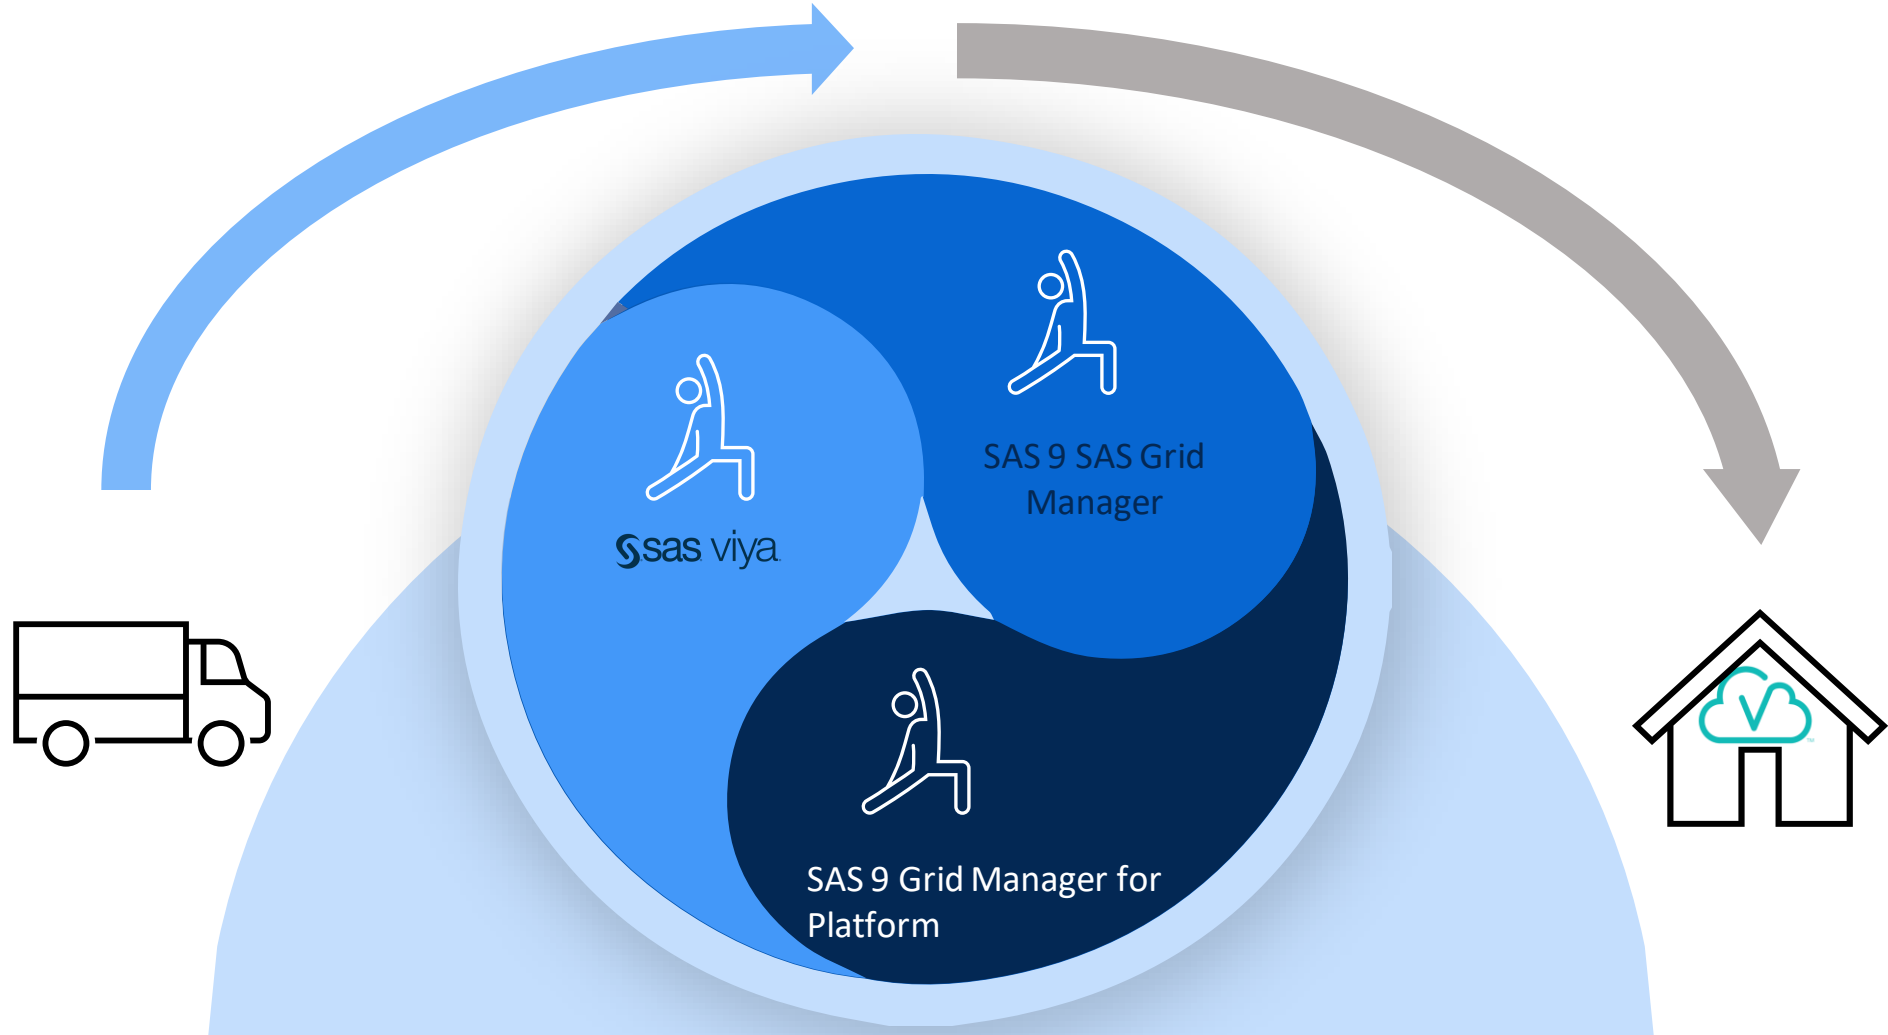 SAS 9 SAS Grid
Manager
sas viya
SAS 9 Grid Manager for
Platform
V